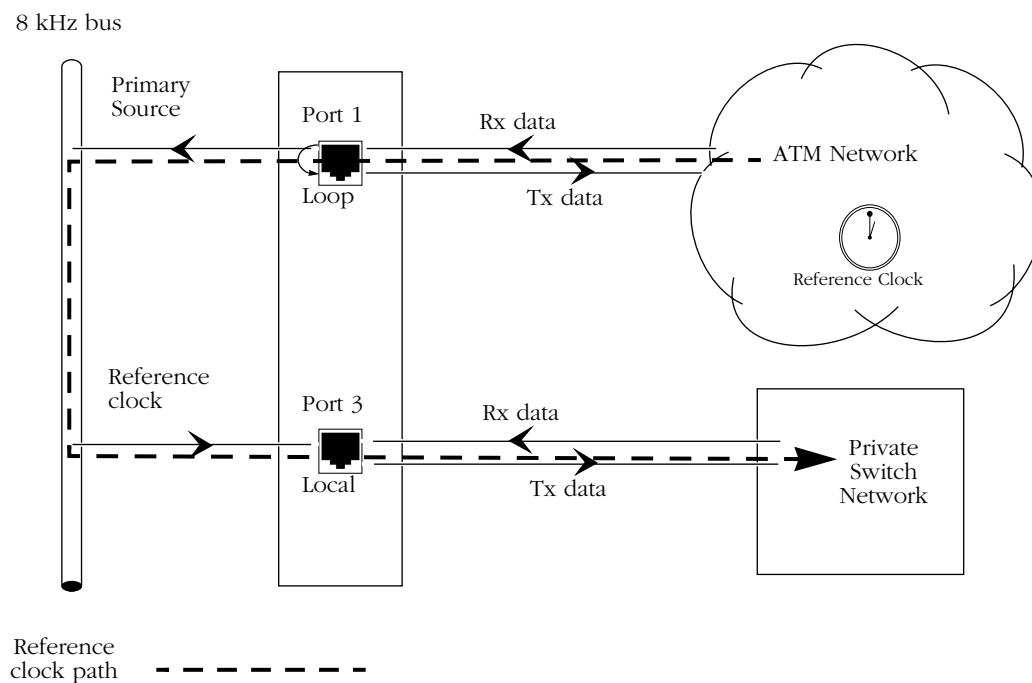 8 kHz bus
Primary
Source
Port 1
Rx data
ATM Network
Loop
Tx data
Reference Clock
Reference
clock
Port 3
Rx data
Private
Switch
Network
Local
Tx data
Reference
clock path